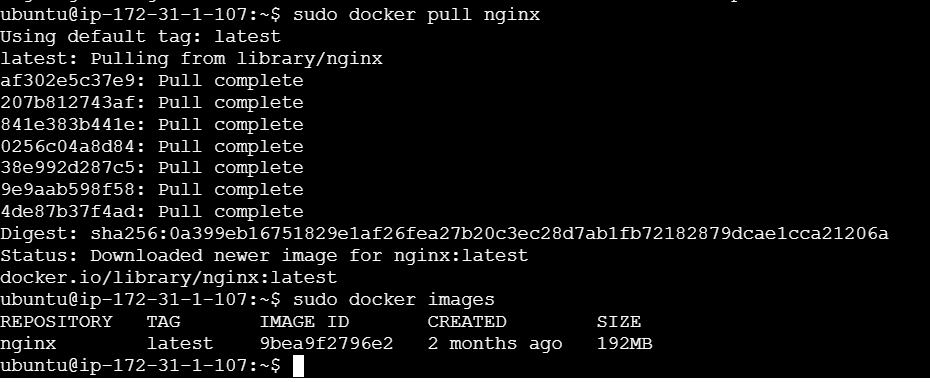 ubuntu@ip-172-31-1-107:~$ sudo docker pull nginx
Using default tag: latest
latest: Pulling from library/nginx
af302e5c37e9: Pull complete
207b812743af: Pull complete
841e383b441e: Pull complete
0256c04a8d84: Pull complete
38e992d287c5: Pull complete
9e9aab598f58: Pull complete
4de87b37f4ad: Pull complete
Digest: sha256:0a399eb16751829e1af26fea27b20c3ec28d7ab1fb72182879dcae1cca21206a
Status: Downloaded newer image for nginx:latest
docker.io/library/nginx:latest
ubuntu@ip-172-31-1-107:~$ sudo docker images
REPOSITORY   TAG       IMAGE ID       CREATED        SIZE
nginx        latest    9bea9f2796e2   2 months ago   192MB
ubuntu@ip-172-31-1-107:~$